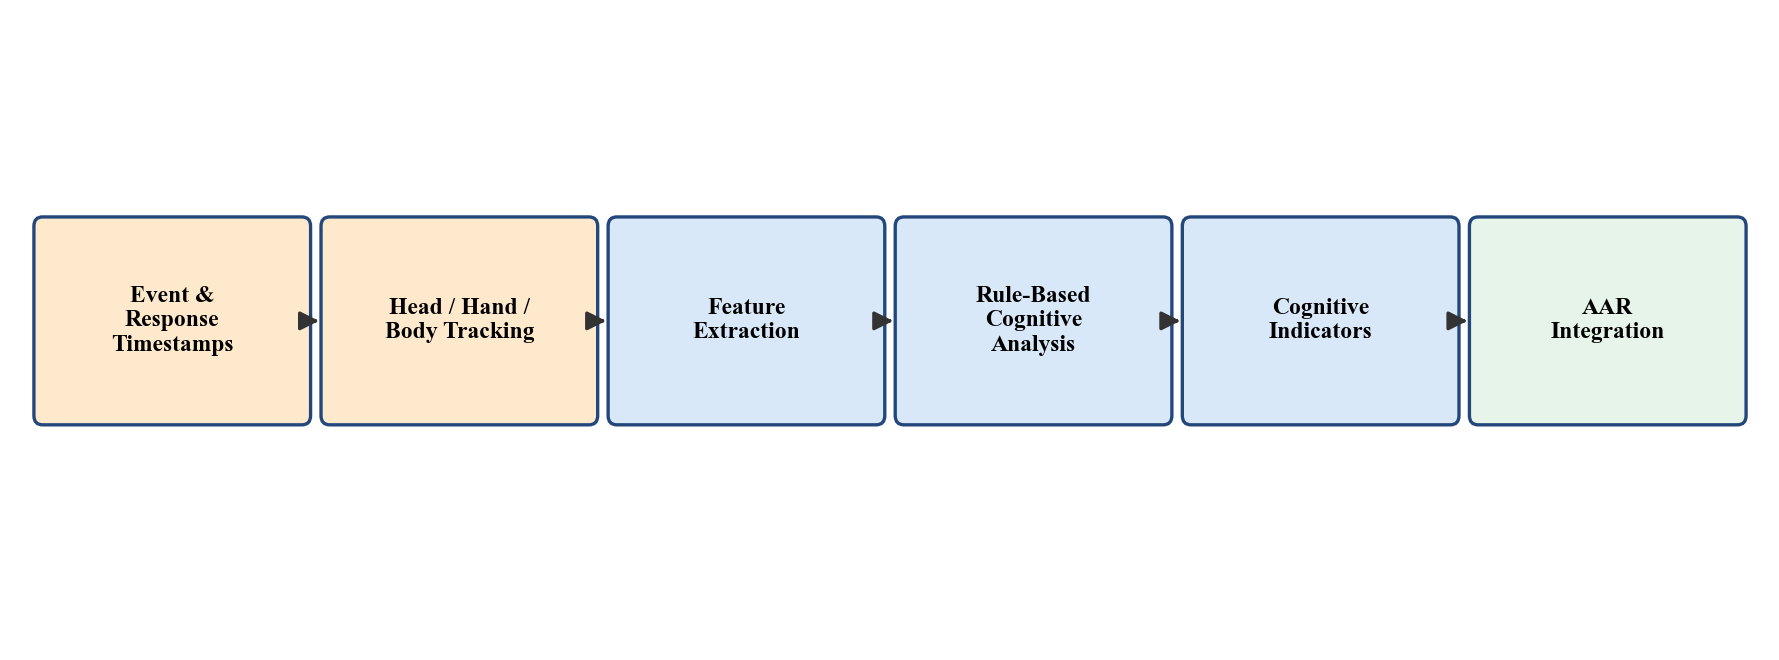 Event &
Response
Timestamps
Head / Hand /
Body Tracking
Feature
Extraction
Rule-Based
Cognitive
Analysis
Cognitive
Indicators
AAR
Integration